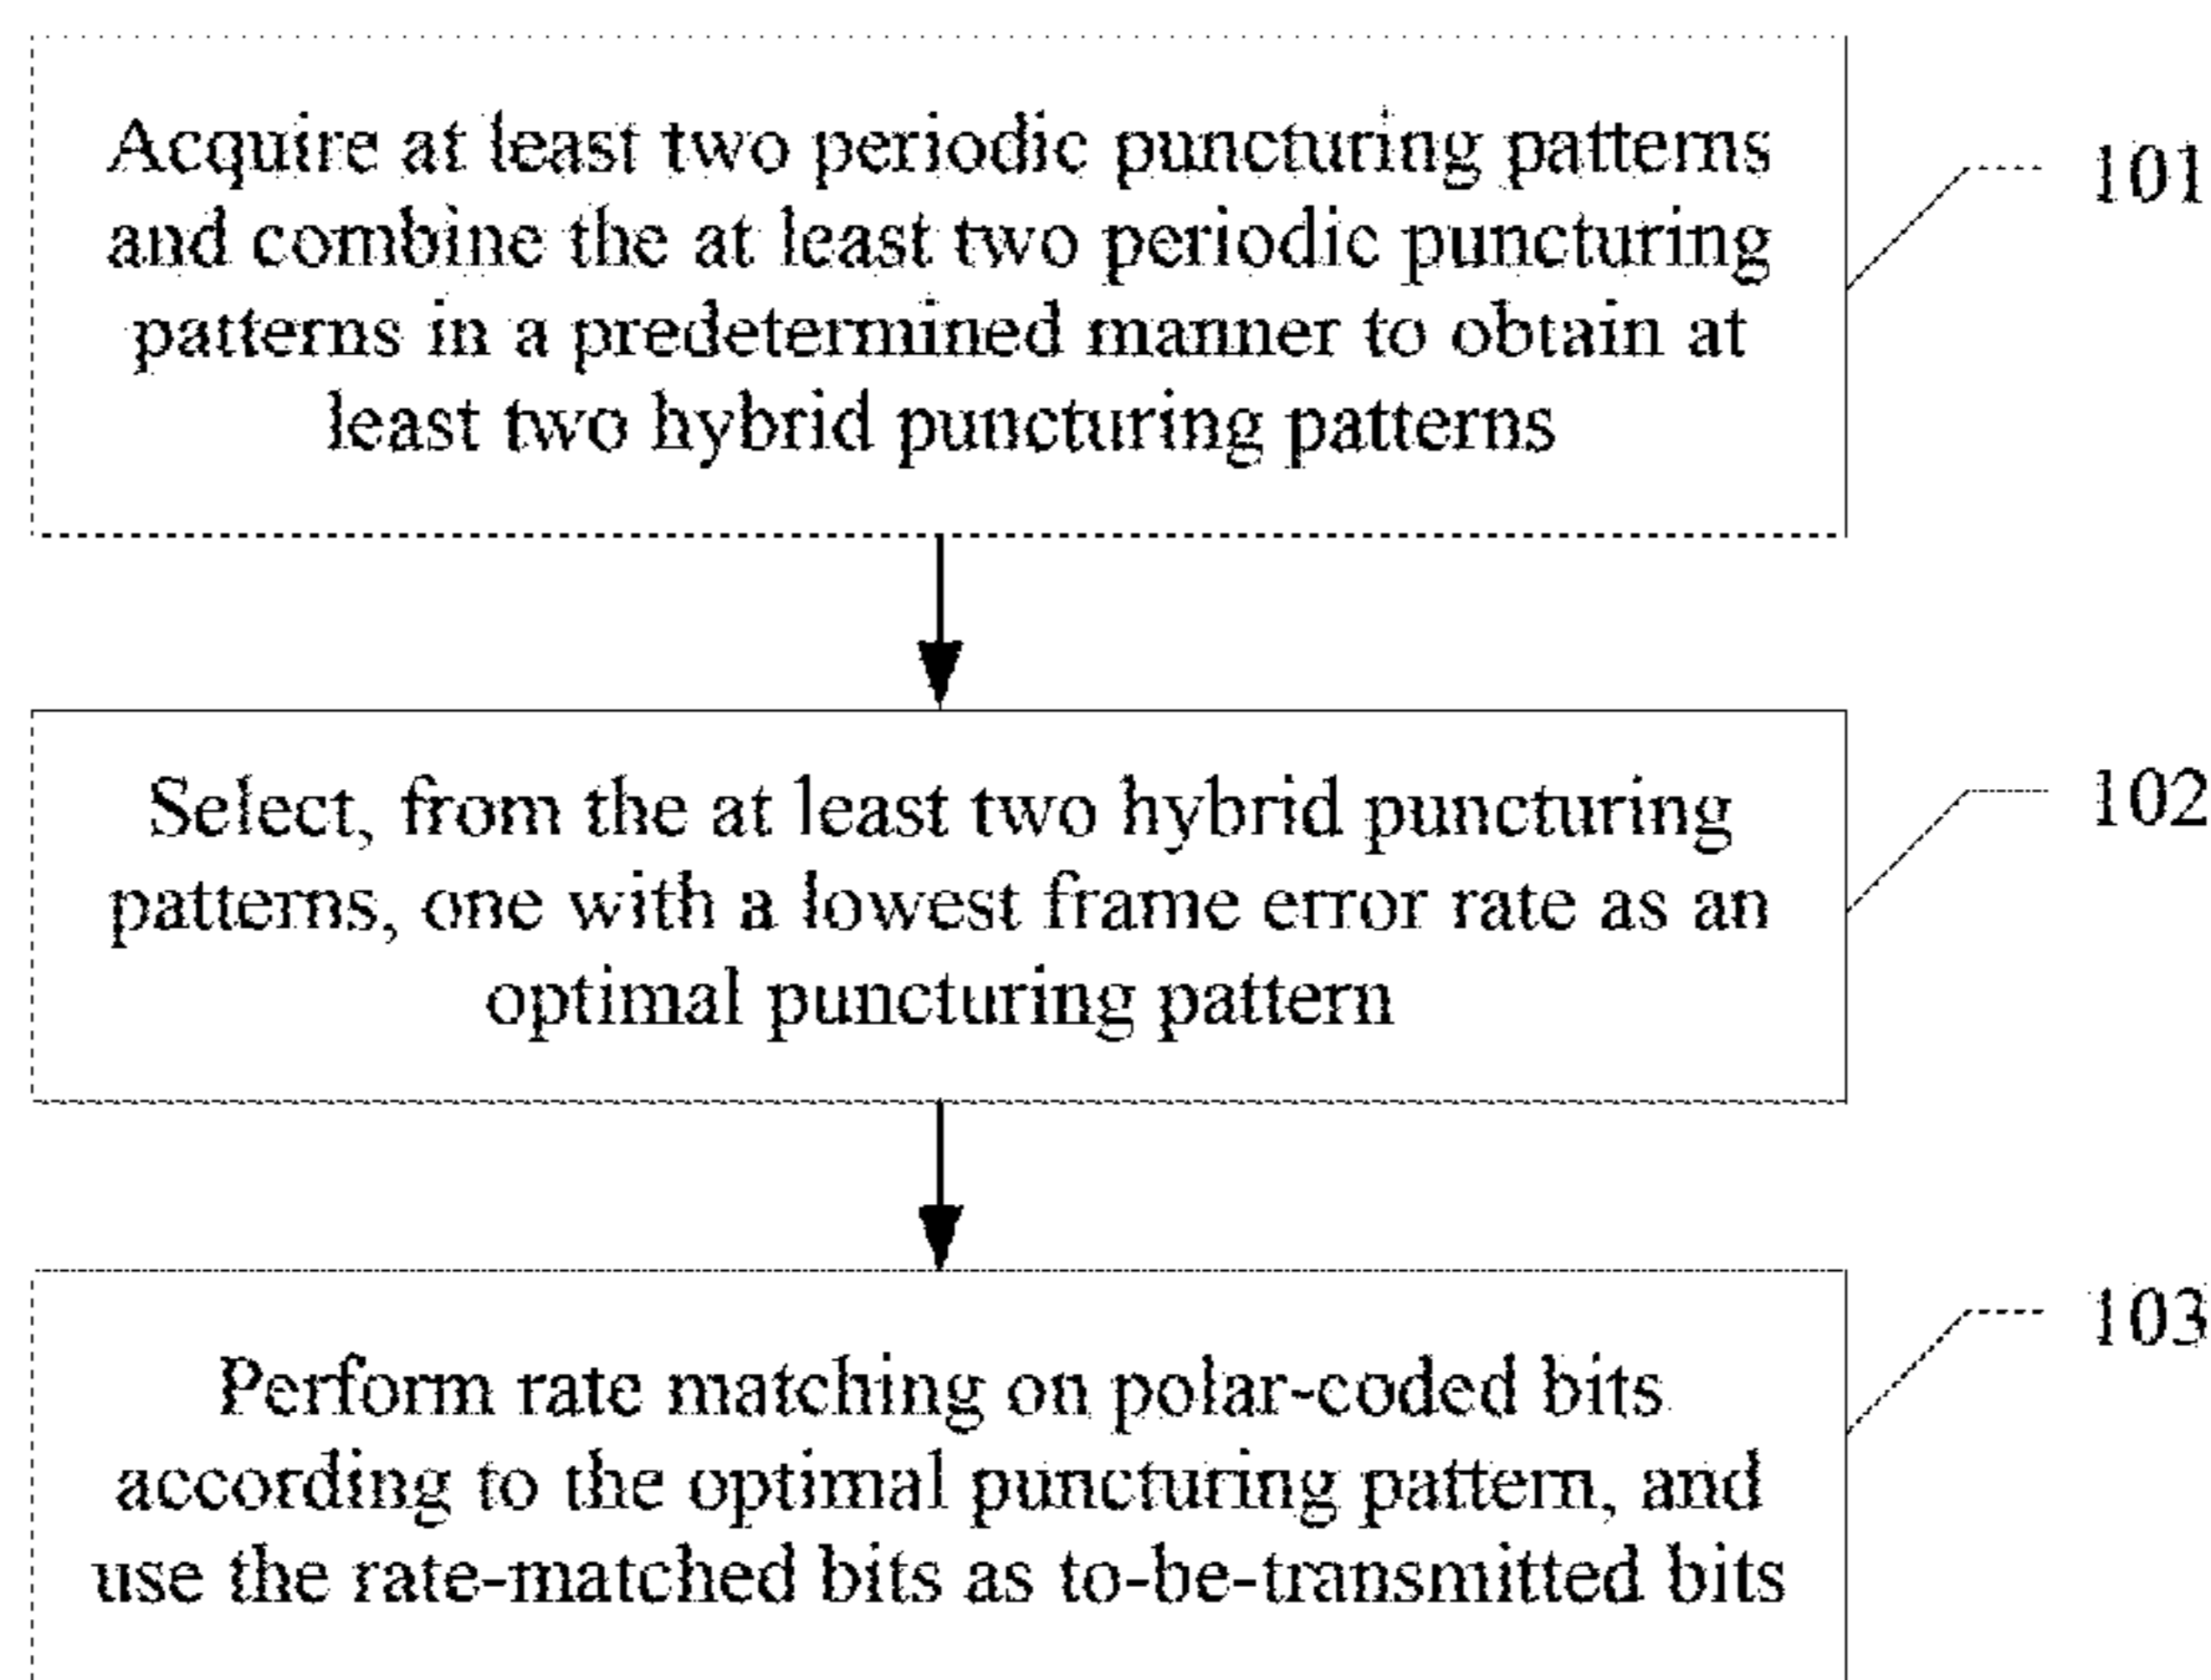 Acquire at least two periodic puncturing patterns
and combine the at least two periodic puncturing
patterns in a predetermined manner to obtain at
least two hybrid puncturing patterns
101
Select, from the at least two hybrid puncturing
patterns, one with a lowest frame error rate as an
optimal puncturing pattern
102
Perform rate matching on polar-coded bits
according to the optimal puncturing pattern, and
use the rate-matched bits as to-be-transmitted bits
103